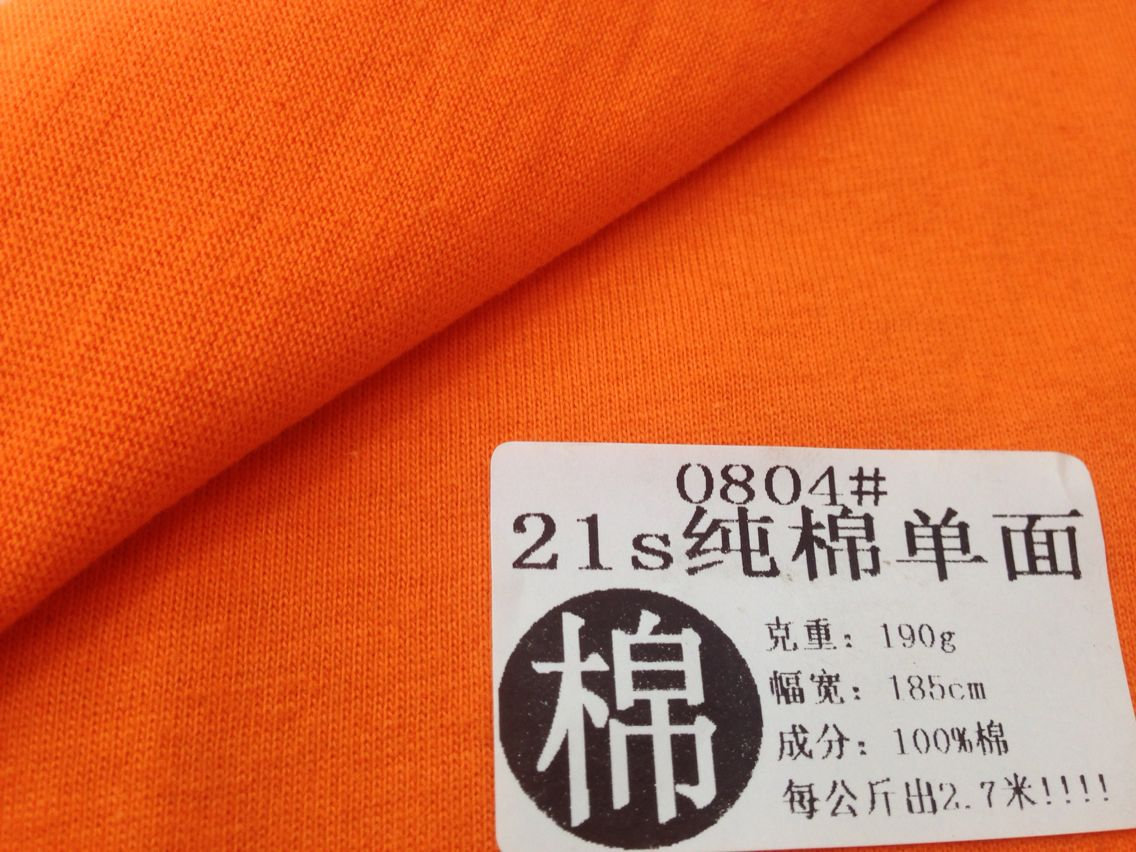 0804#
21s纯棉单面
棉
克重：190g
幅宽：185cm
成分：100%棉
每公斤出2.7米!!!!